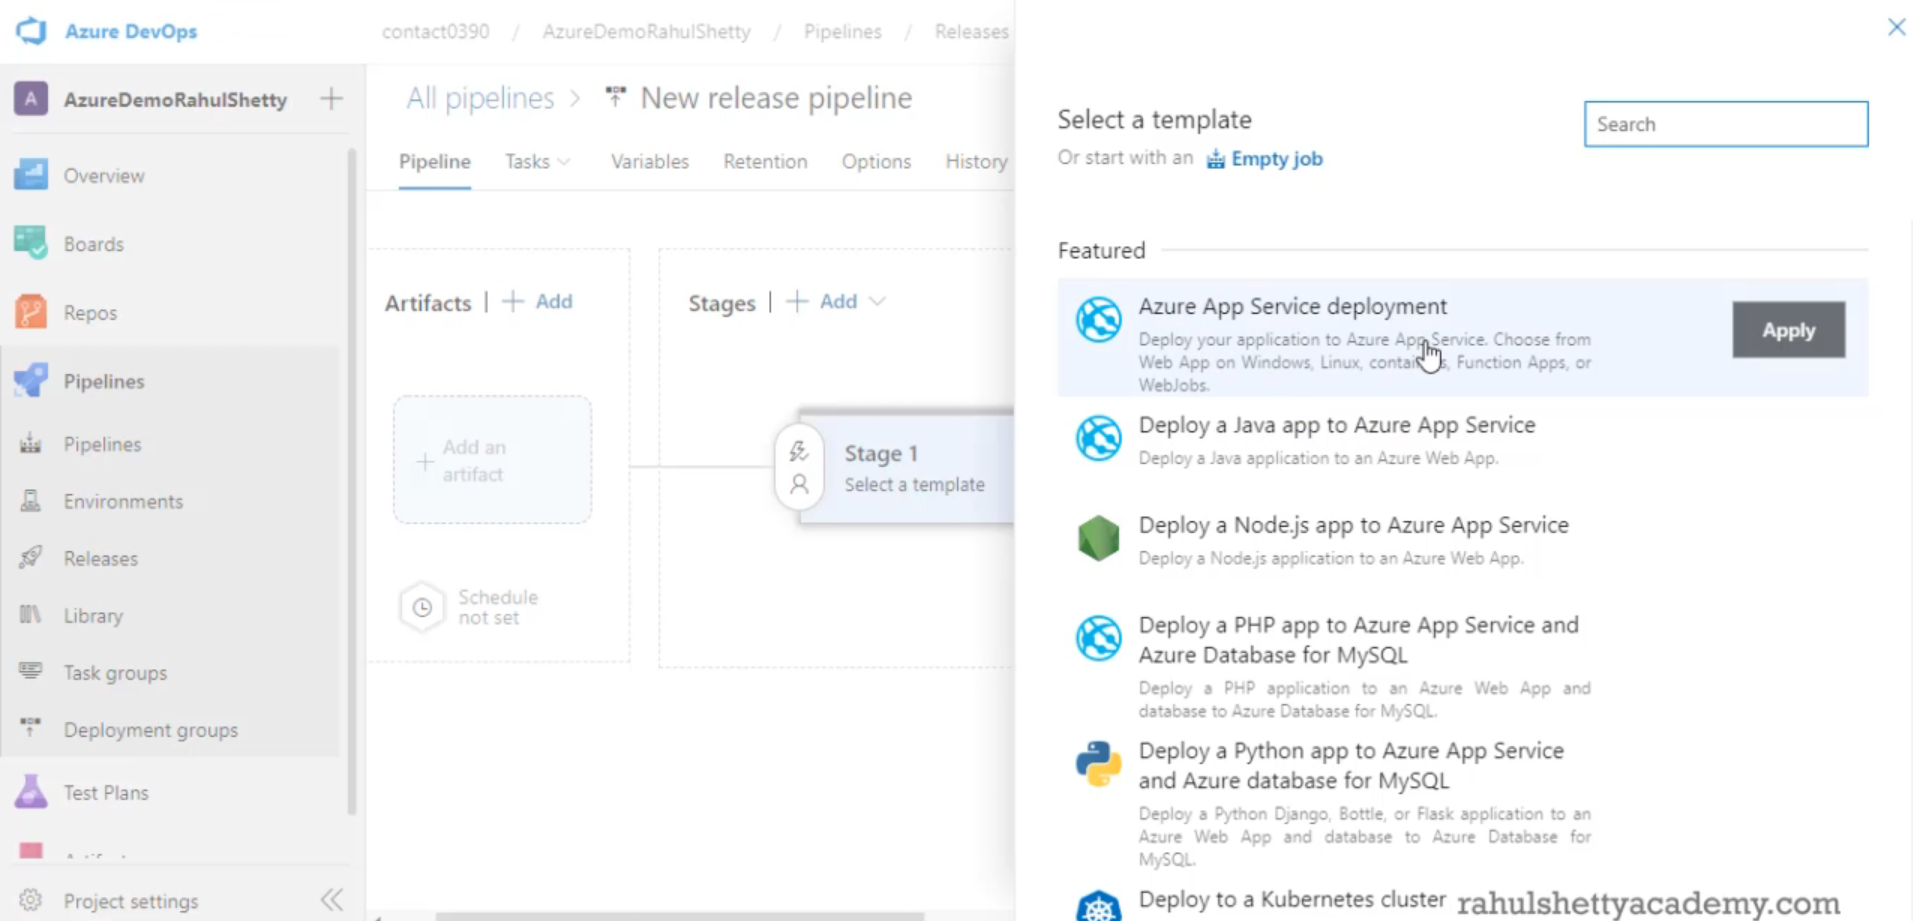 Azure DevOps
contact0390 / AzureDemoRahulShetty / Pipelines / Releases
A AzureDemoRahulShetty
Overview
Boards
Repos
Pipelines
Pipelines
Environments
Releases
Library
Task groups
Deployment groups
Test Plans
Project settings
All pipelines > New release pipeline
Pipeline Tasks Variables Retention Options History
Artifacts | + Add
Add an
artifact
Schedule
not set
Stages | + Add
Stage 1
Select a template
Select a template
Search
Or start with an Empty job
Featured
Azure App Service deployment
Deploy your application to Azure App Service. Choose from
Web App on Windows, Linux, Function Apps, or
WebJobs.
Apply
Deploy a Java app to Azure App Service
Deploy a Java application to an Azure Web App.
Deploy a Node.js app to Azure App Service
Deploy a Node.js application to an Azure Web App.
Deploy a PHP app to Azure App Service and
Azure Database for MySQL
Deploy a PHP application to an Azure Web App and
database to Azure Database for MySQL.
Deploy a Python app to Azure App Service
and Azure database for MySQL
Deploy a Python Django, Bottle, or Flask application to an
Azure Web App and database to Azure Database for
MySQL.
Deploy to a Kubernetes cluster
rahulshettyacademy.com